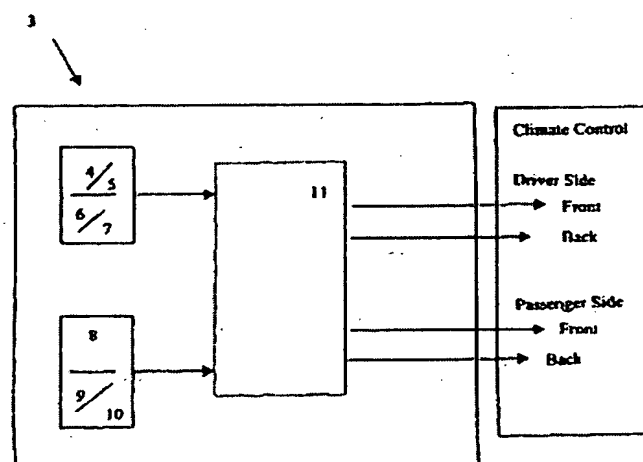 3
Climate Control
4/5
11
Driver Side
6/7
Front
Back
8
Passenger Side
Front
9/10
Back